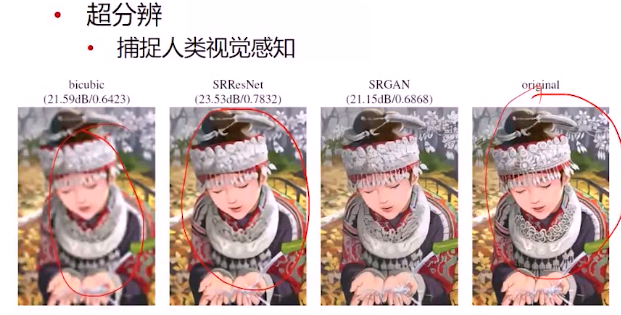 超分辨
捕捉人类视觉感知
bicubic
(21.59dB/0.6423)
SRResNet
(23.53dB/0.7832)
SRGAN
(21.15dB/0.6868)
original